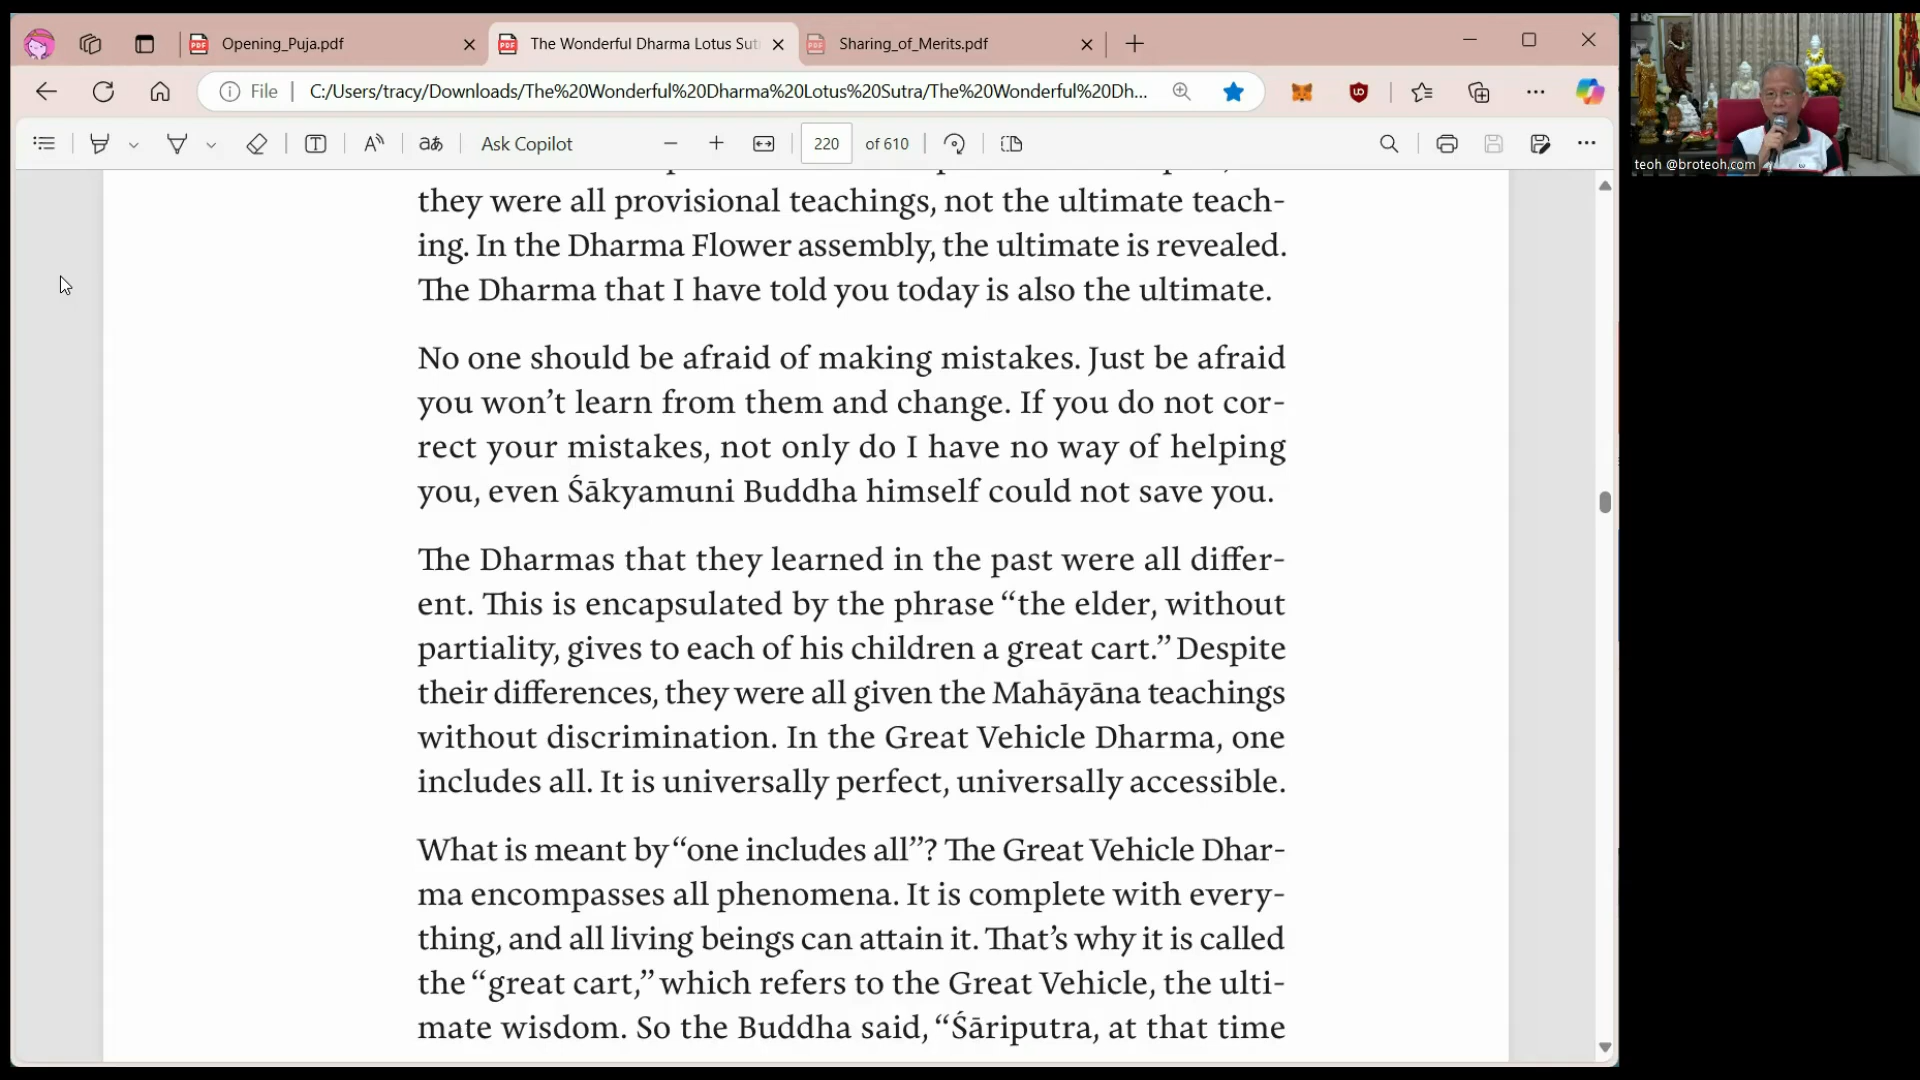 Opening_Puja.pdf
The Wonderful Dharma Lotus Sut
Sharing_of_Merits.pdf
File
C:/Users/tracy/Downloads/The%20Wonderful%20Dharma%20Lotus%20Sutra/The%20Wonderful%20Dh...
Ask Copilot
220 of 610
they were all provisional teachings, not the ultimate teach-
ing. In the Dharma Flower assembly, the ultimate is revealed.
The Dharma that I have told you today is also the ultimate.
No one should be afraid of making mistakes. Just be afraid
you won’t learn from them and change. If you do not cor-
rect your mistakes, not only do I have no way of helping
you, even Śākyamuni Buddha himself could not save you.
The Dharmas that they learned in the past were all differ-
ent. This is encapsulated by the phrase “the elder, without
partiality, gives to each of his children a great cart.” Despite
their differences, they were all given the Mahāyāna teachings
without discrimination. In the Great Vehicle Dharma, one
includes all. It is universally perfect, universally accessible.
What is meant by “one includes all”? The Great Vehicle Dhar-
ma encompasses all phenomena. It is complete with every-
thing, and all living beings can attain it. That’s why it is called
the “great cart,” which refers to the Great Vehicle, the ulti-
mate wisdom. So the Buddha said, “Śāriputra, at that time
teoh @broteoh.com